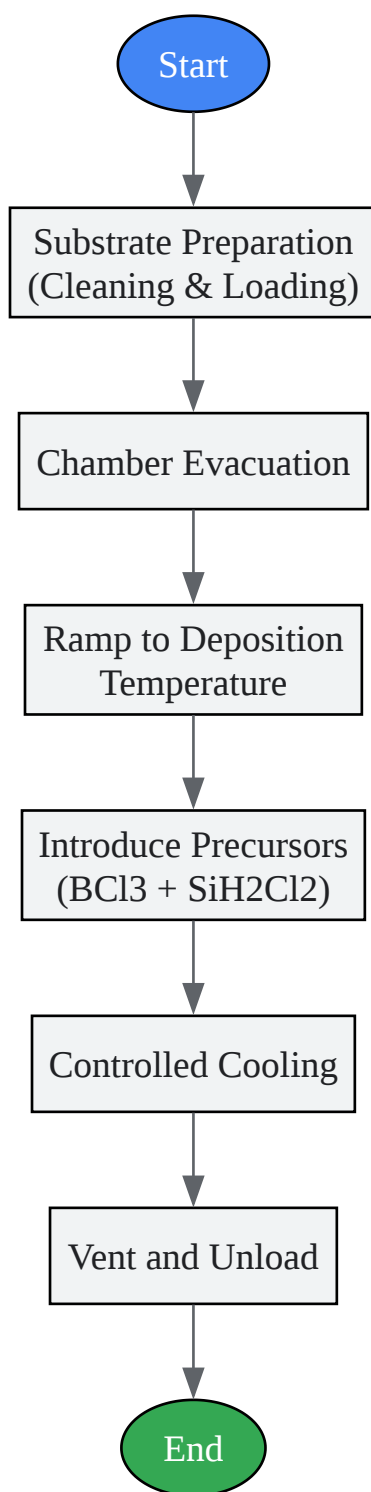 Start
Substrate Preparation
(Cleaning & Loading)
Chamber Evacuation
Ramp to Deposition
Temperature
Introduce Precursors
(BCl3 + SiH2Cl2)
Controlled Cooling
Vent and Unload
End